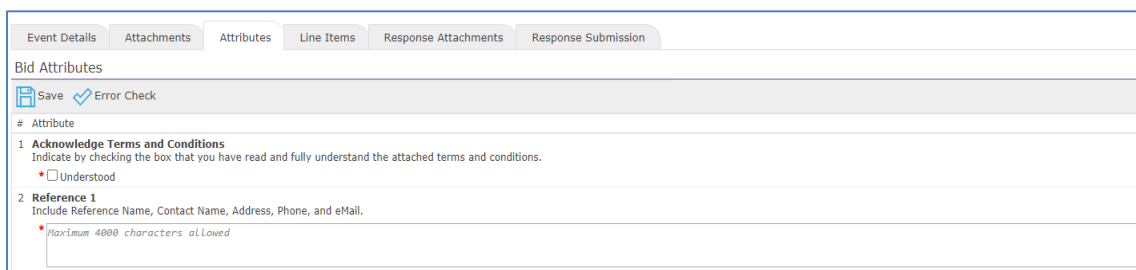 Event Details Attachments Attributes Line Items Response Attachments Response Submission
Bid Attributes
Save Error Check
# Attribute
1 Acknowledge Terms and Conditions
Indicate by checking the box that you have read and fully understand the attached terms and conditions.
* Understood
2 Reference 1
Include Reference Name, Contact Name, Address, Phone, and eMail.
* Maximum 4000 characters allowed